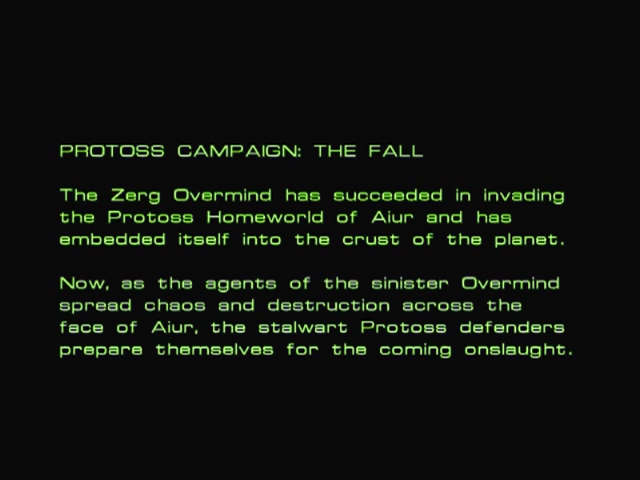 PROTOSS CAMPAIGN: THE FALL
The Zerg Overmind has succeeded in invading
the Protoss Homeworld of Aiur and has
embedded itself into the crust of the planet.
Now, as the agents of the sinister Overmind
spread chaos and destruction across the
face of Aiur, the stalwart Protoss defenders
prepare themselves for the coming onslaught.